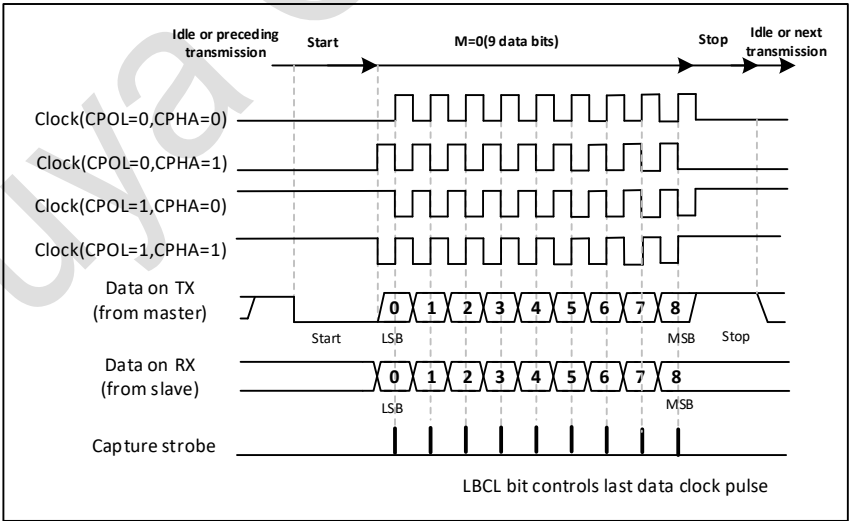 Idle or preceding transmission
Start
M=0(9 data bits)
Stop
Idle or next transmission
Clock(CPOL=0,CPHA=0)
Clock(CPOL=0,CPHA=1)
Clock(CPOL=1,CPHA=0)
Clock(CPOL=1,CPHA=1)
Data on TX
(from master)
0 1 2 3 4 5 6 7 8
Start
LSB
MSB
Stop
Data on RX
(from slave)
0 1 2 3 4 5 6 7 8
LSB
MSB
Capture strobe
LBCL bit controls last data clock pulse